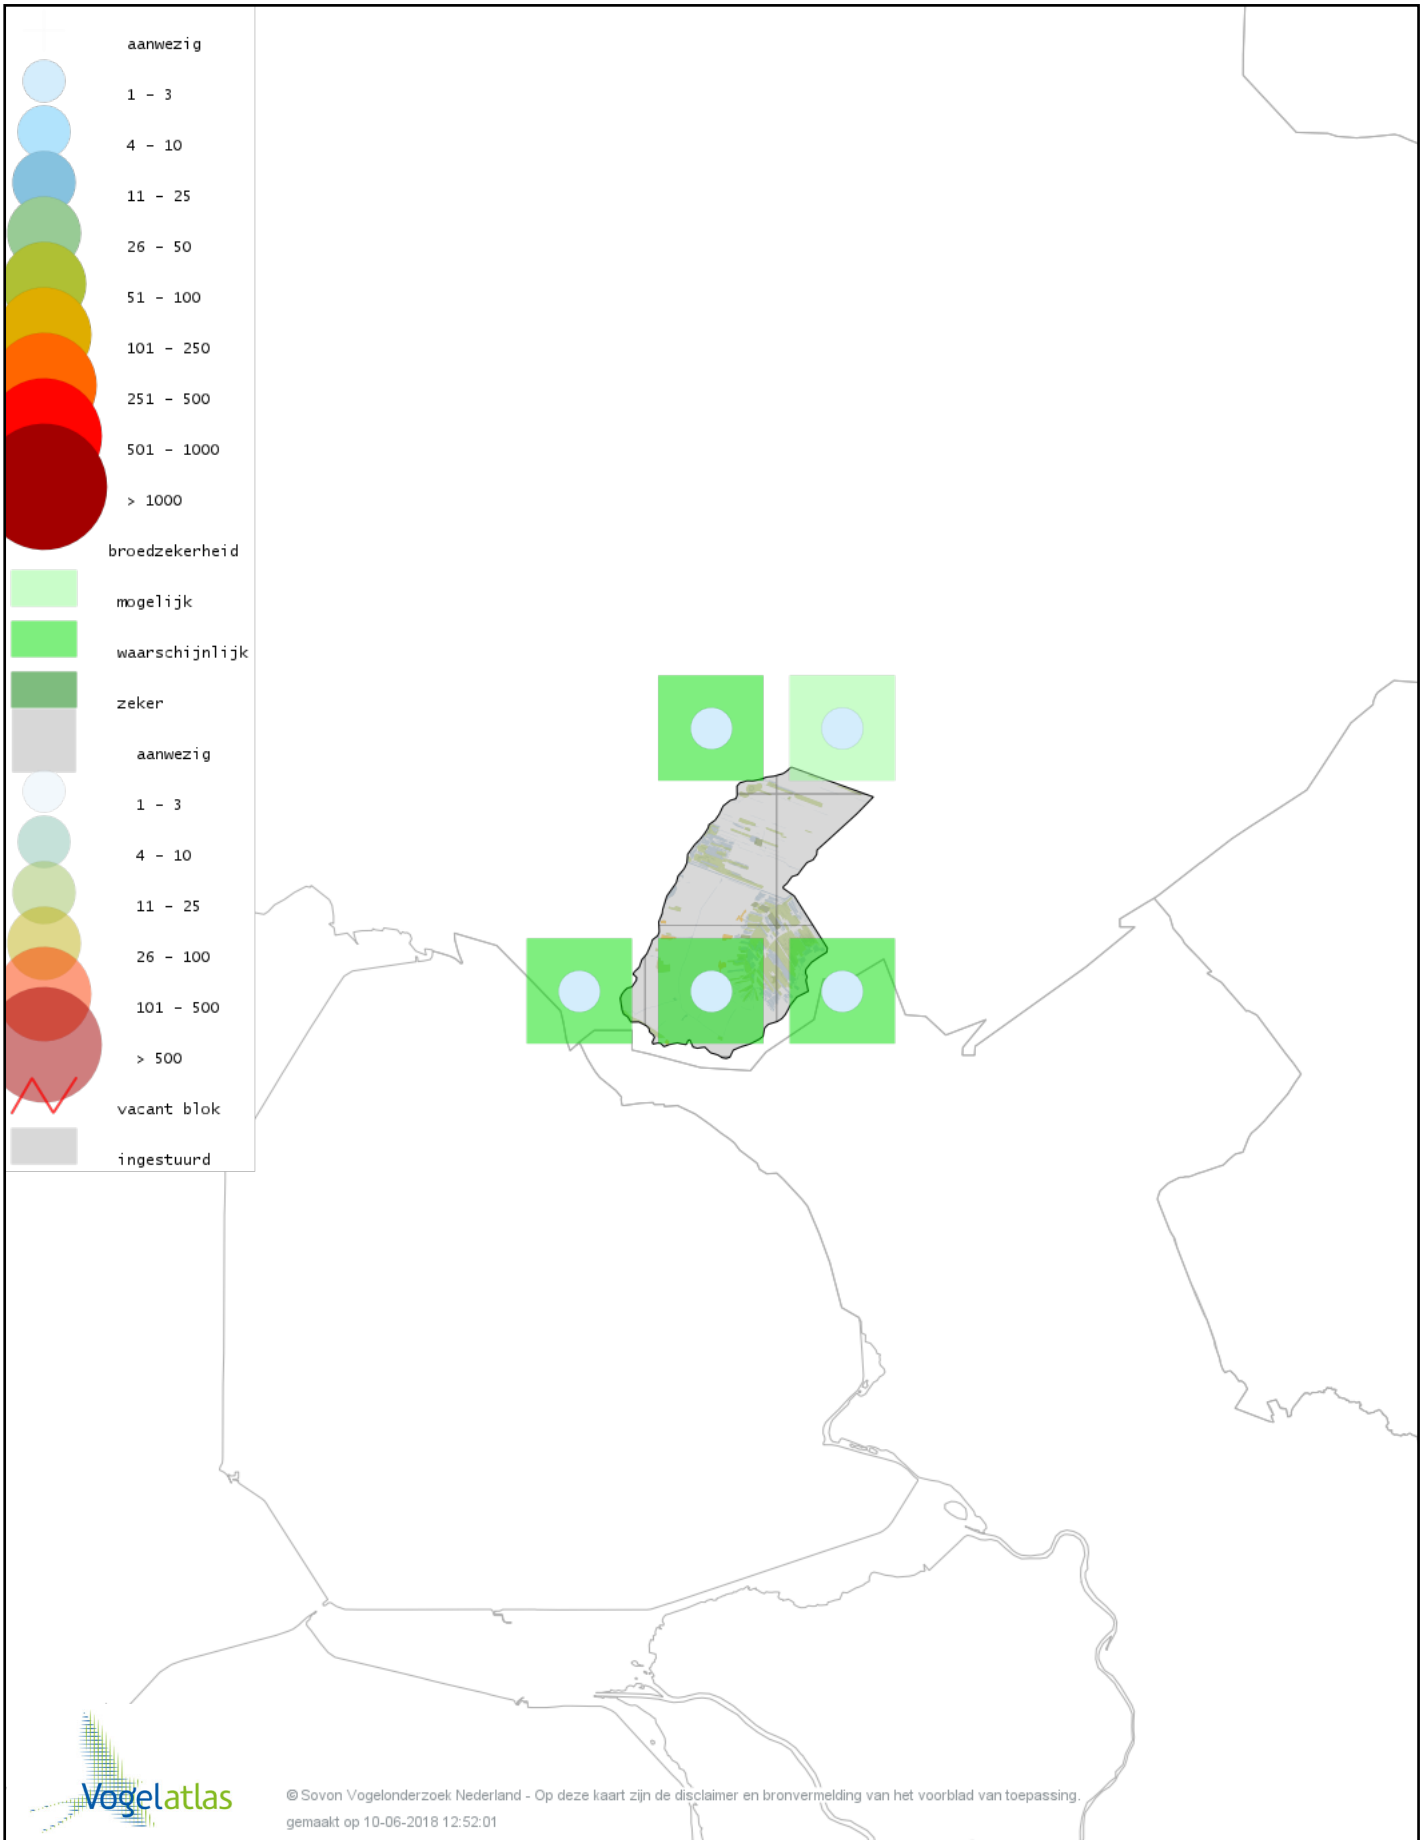 aanwezig
1 - 3
4 - 10
11 - 25
26 - 50
51 - 100
101 - 250
251 - 500
501 - 1000
> 1000
broedzekerheid
mogelijk
waarschijnlijk
zeker
aanwezig
1 - 3
4 - 10
11 - 25
26 - 100
101 - 500
> 500
vacant blok
ingestuurd
Vogelatlas
© Sovon Vogelonderzoek Nederland - Op deze kaart zijn de disclaimer en bronvermelding van het voorblad van toepassing.
gemaakt op 10-06-2018 12:52:01